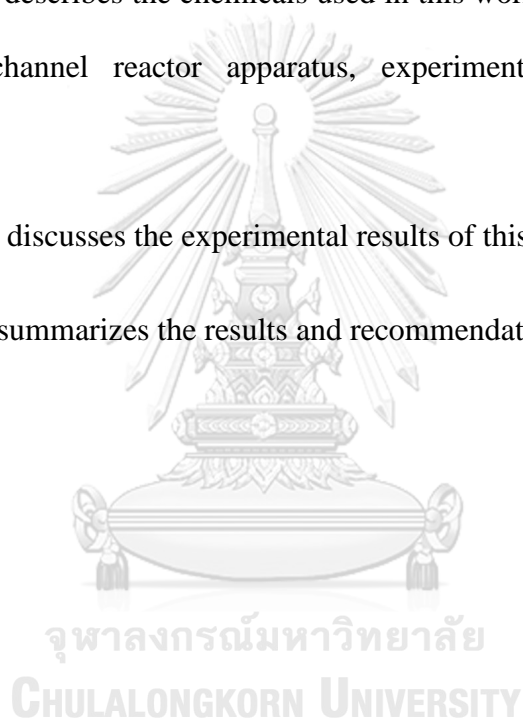 describes the chemicals used in this wor
channel reactor apparatus, experiment
discusses the experimental results of this
summarizes the results and recommendat
จุฬาลงกรณ์มหาวิทยาลัย
CHULALONGKORN UNIVERSITY